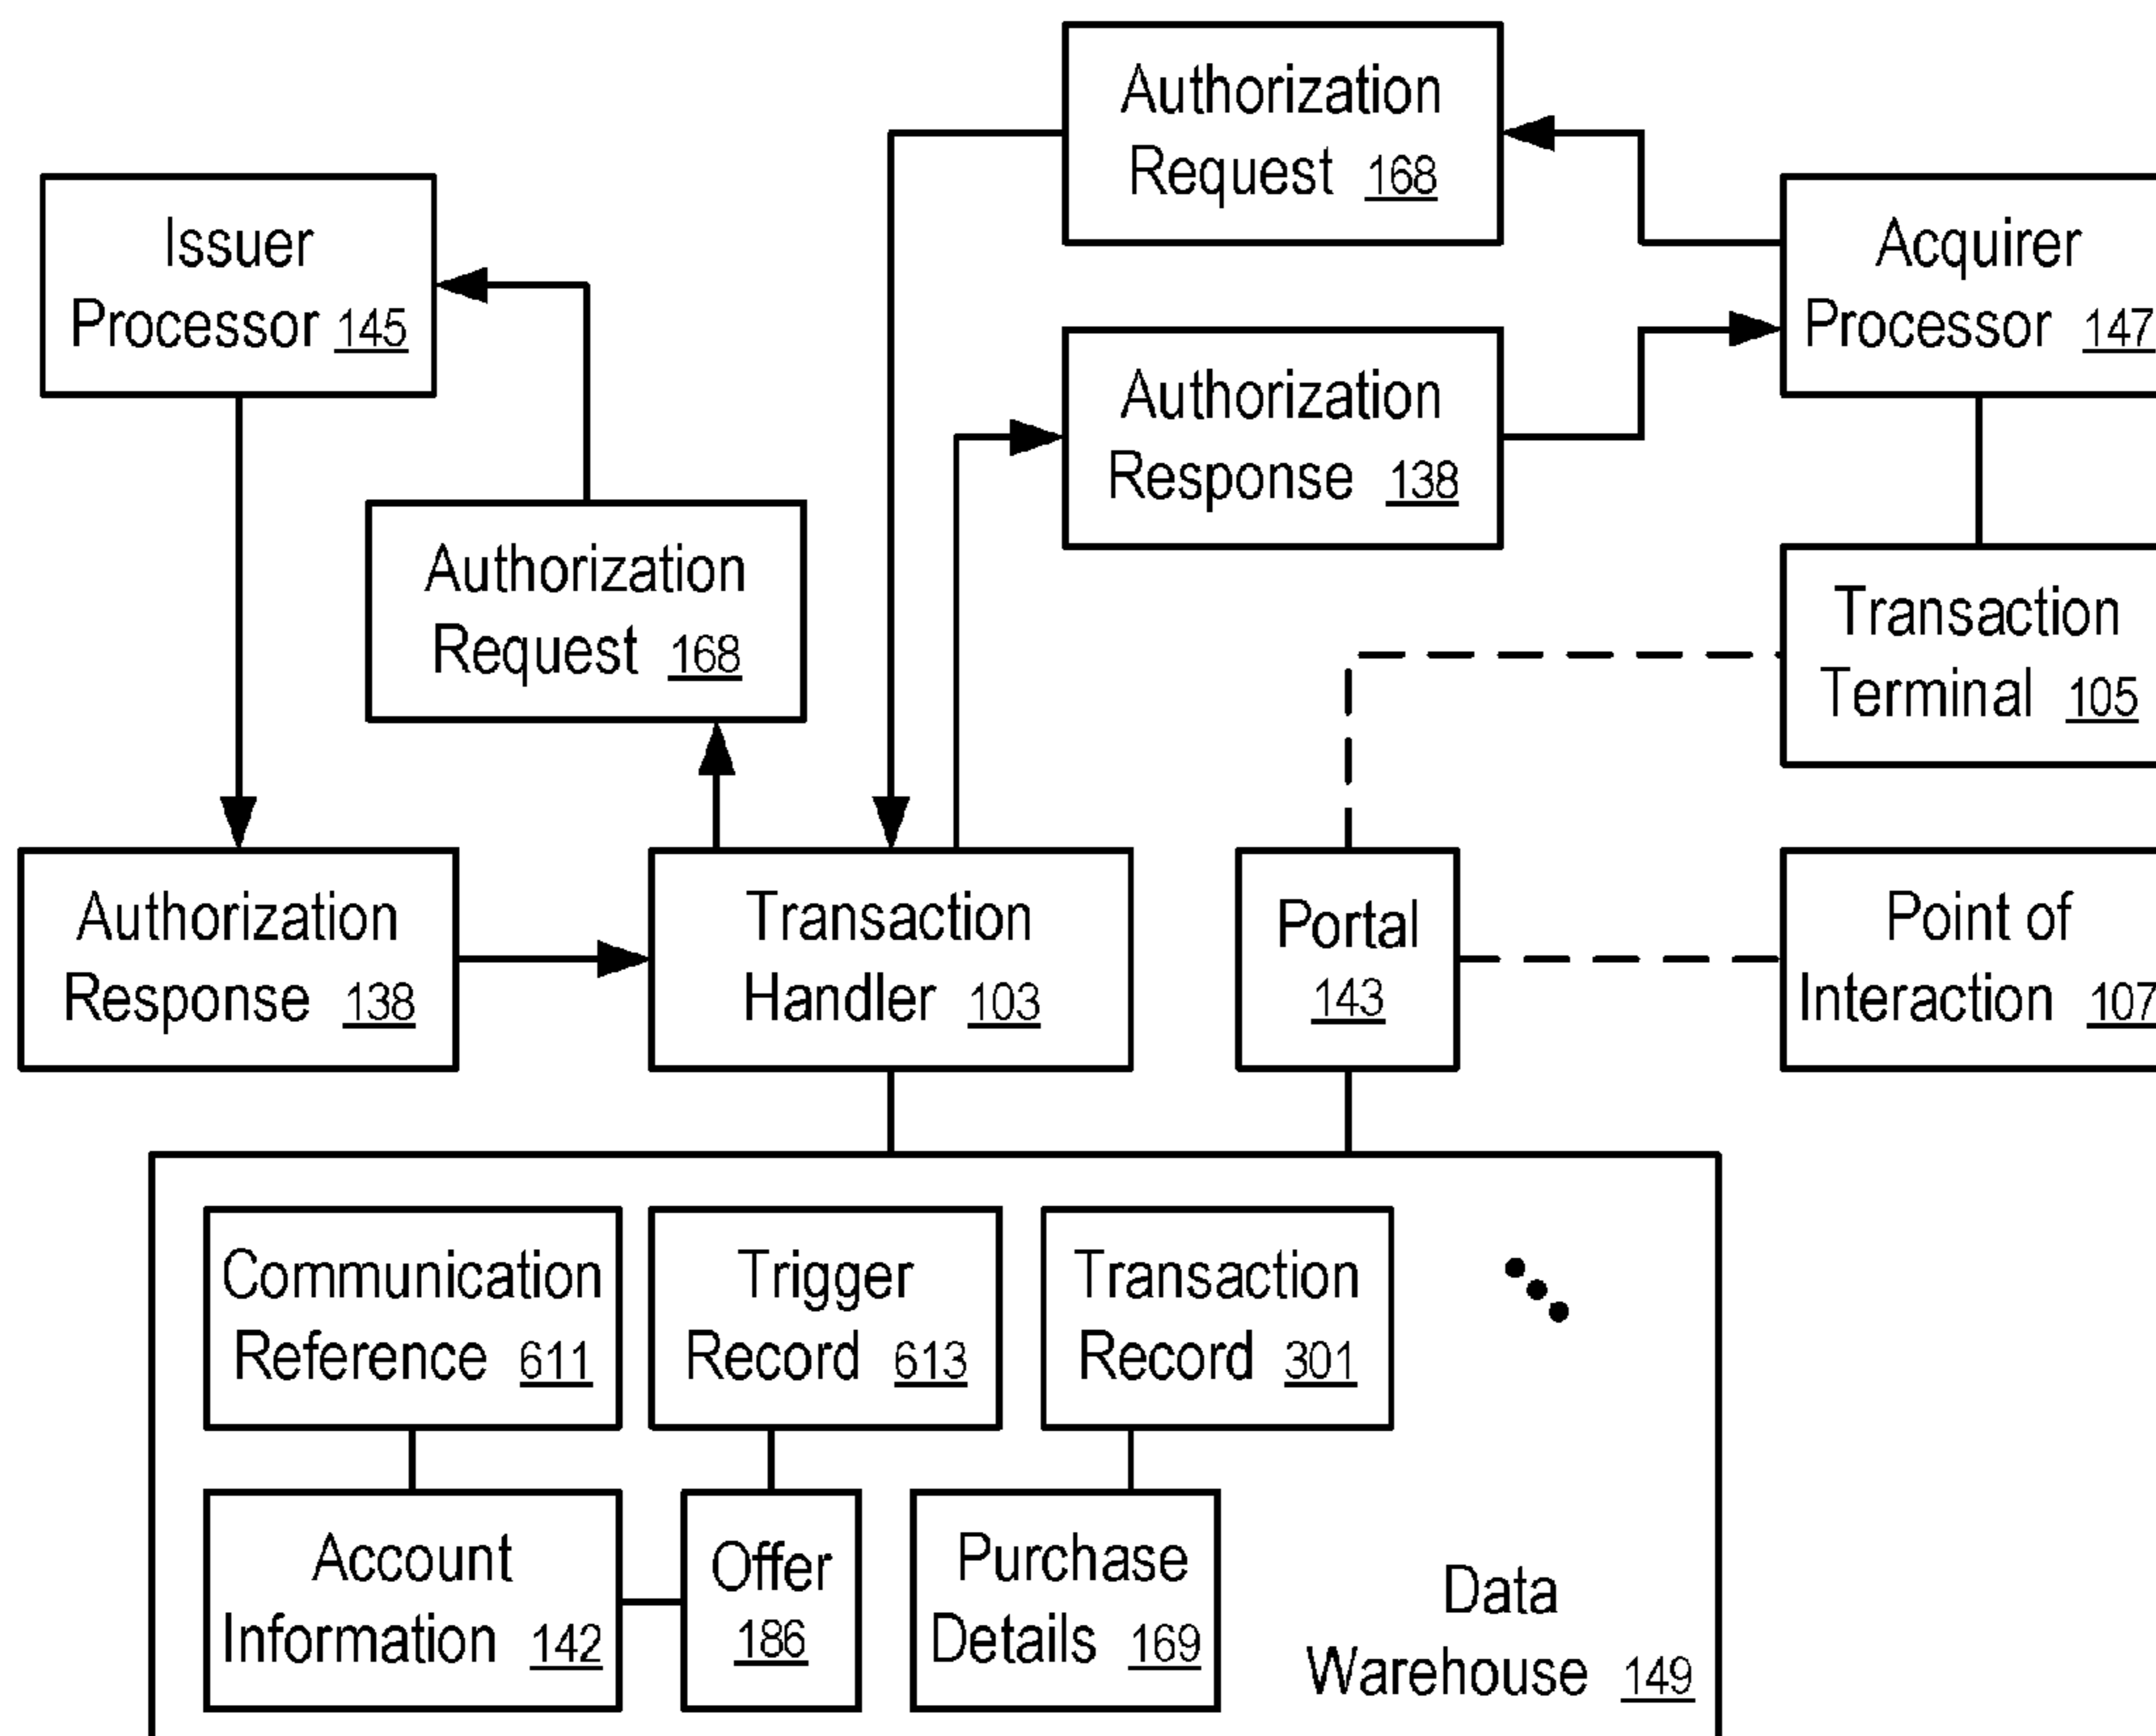 Authorization
Request 168
Issuer
Processor 145
Acquirer
Processor 147
Authorization
Response 138
Authorization
Request 168
Transaction
Terminal 105
Authorization
Response 138
Transaction
Handler 103
Portal
143
Point of
Interaction 107
Communication
Reference 611
Trigger
Record 613
Transaction
Record 301
Account
Information 142
Offer
186
Purchase
Details 169
Data
Warehouse 149